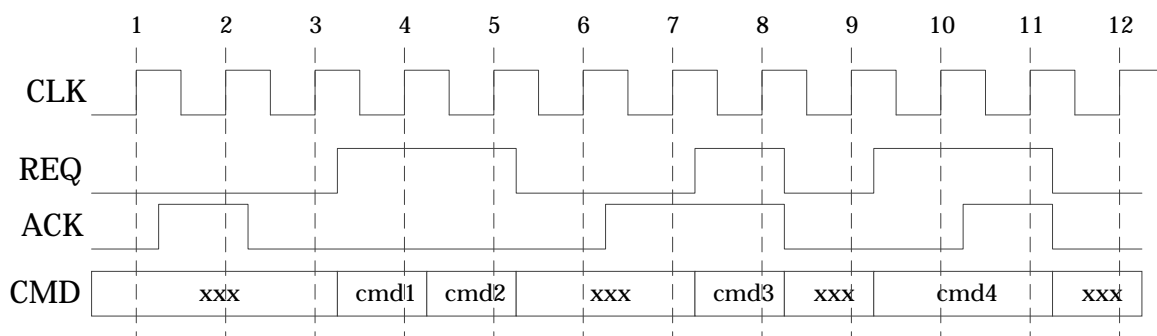 1 2 3 4 5 6 7 8 9 10 11 12
CLK
REQ
ACK
CMD xxx cmd1 cmd2 xxx cmd3 xxx cmd4 xxx